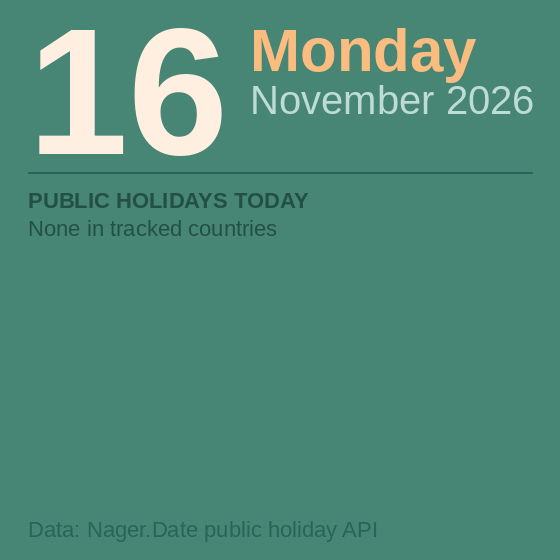 16
Monday
November 2026
PUBLIC HOLIDAYS TODAY
None in tracked countries
Data: Nager.Date public holiday API